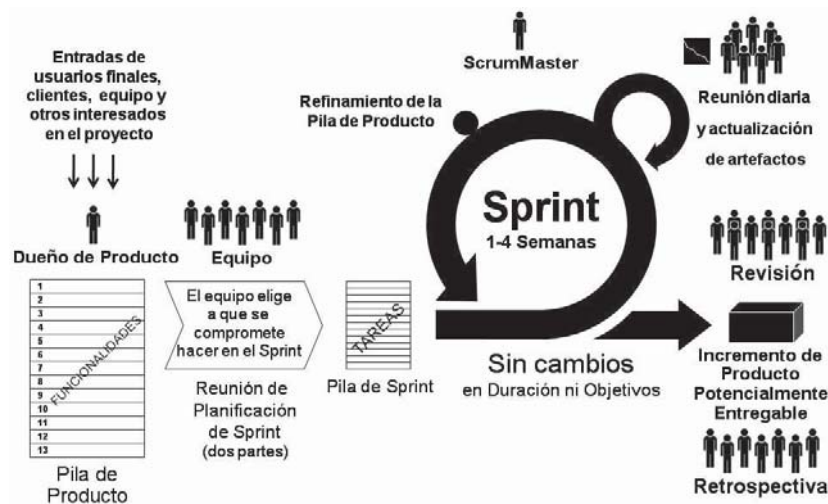 Entradas de
usuarios finales,
clientes, equipo y
otros interesados
en el proyecto
Dueño de Producto
1
2
3
4
5
6
7
8
9
10
11
12
13
FUNCIONALIDADES
Pila de
Producto
Equipo
El equipo elige
a que se
compromete
hacer en el Sprint
Reunión de
Planificación
de Sprint
(dos partes)
TAREAS
Pila de Sprint
ScrumMaster
Refinamiento de la
Pila de Producto
Sprint
1-4 Semanas
Sin cambios
en Duración ni Objetivos
Reunión diaria
y actualización
de artefactos
Revisión
Incremento de
Producto
Potencialmente
Entregable
Retrospectiva